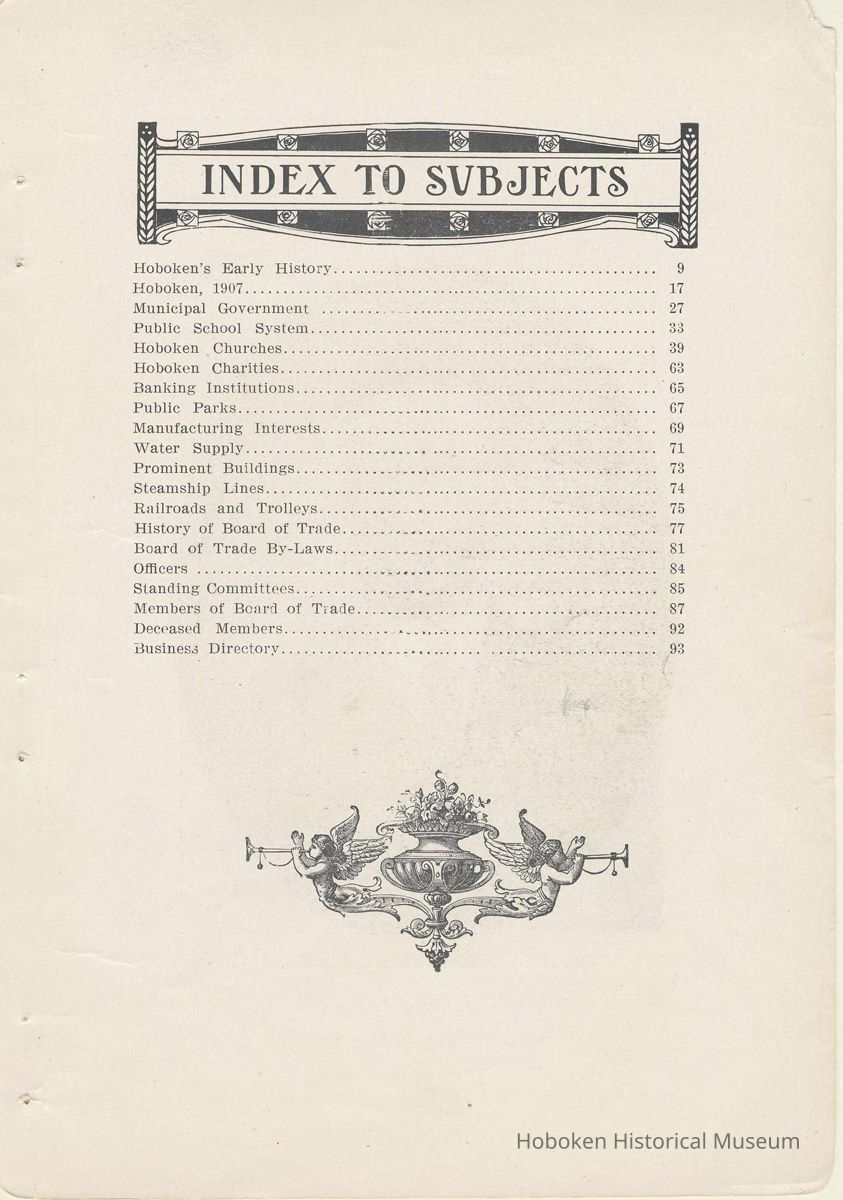 INDEX TO SVBJECTS
Hoboken's Early History........................................ 9
Hoboken, 1907.................................................... 17
Municipal Government ......................................... 27
Public School System........................................... 33
Hoboken Churches.............................................. 39
Hoboken Charities............................................... 63
Banking Institutions............................................. 65
Public Parks..................................................... 67
Manufacturing Interests......................................... 69
Water Supply.................................................... 71
Prominent Buildings............................................. 73
Steamship Lines................................................. 74
Railroads and Trolleys.......................................... 75
History of Board of Trade....................................... 77
Board of Trade By-Laws........................................ 81
Officers ......................................................... 84
Standing Committees............................................ 85
Members of Board of Trade..................................... 87
Deceased Members.............................................. 92
Business Directory.............................................. 93
Hoboken Historical Museum